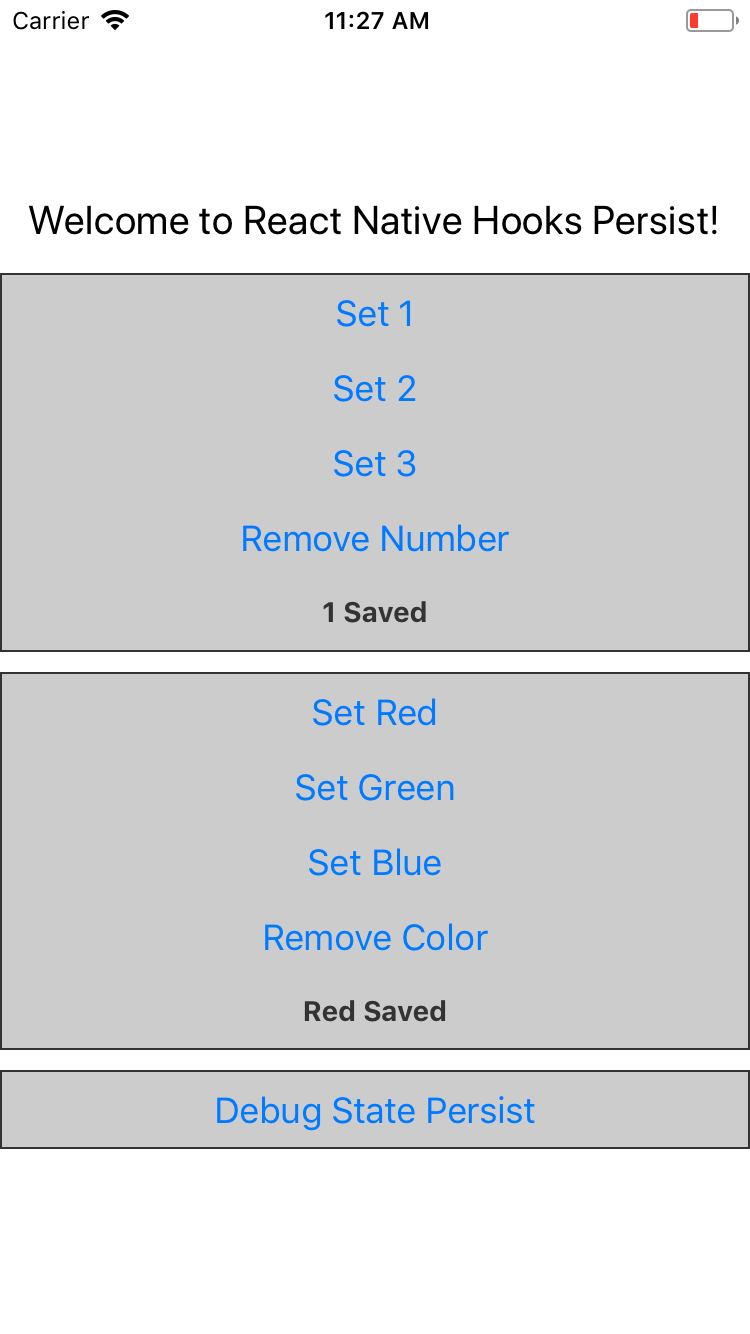 Carrier 11:27 AM
Welcome to React Native Hooks Persist!
Set 1
Set 2
Set 3
Remove Number
1 Saved
Set Red
Set Green
Set Blue
Remove Color
Red Saved
Debug State Persist